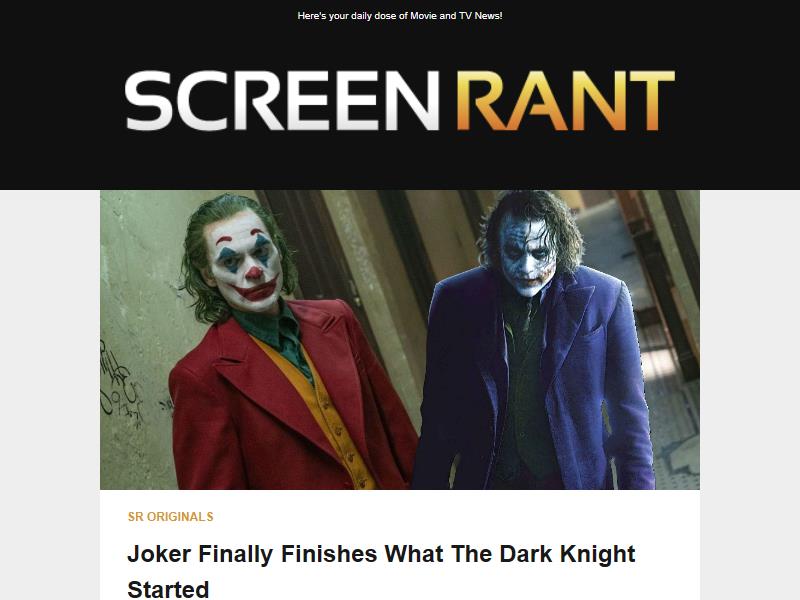 Here's your daily dose of Movie and TV News!
SCREEN RANT
SR ORIGINALS
Joker Finally Finishes What The Dark Knight
Started